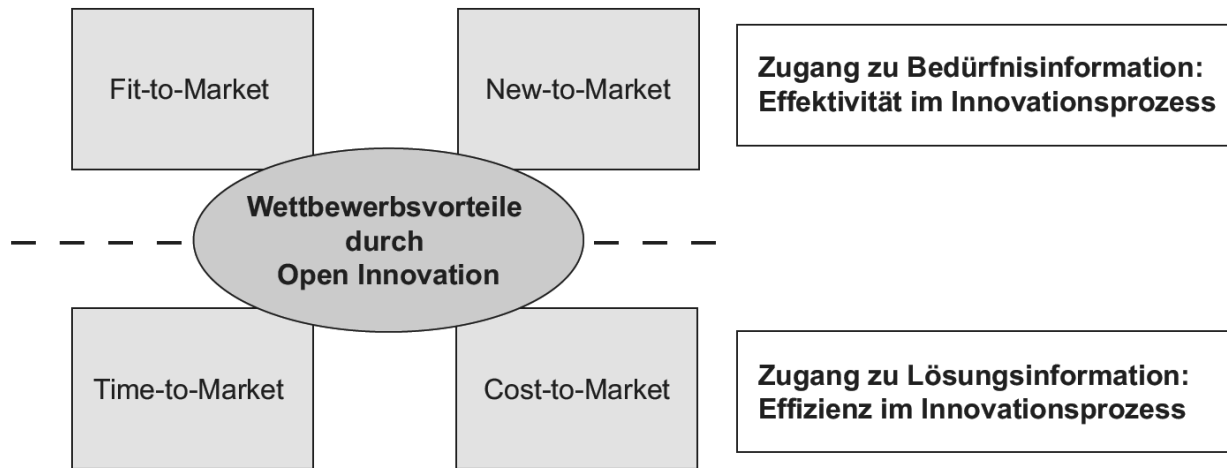 Fit-to-Market
New-to-Market
Zugang zu Bedürfnisinformation:
Effektivität im Innovationsprozess
Wettbewerbsvorteile
durch
Open Innovation
Time-to-Market
Cost-to-Market
Zugang zu Lösungsinformation:
Effizienz im Innovationsprozess